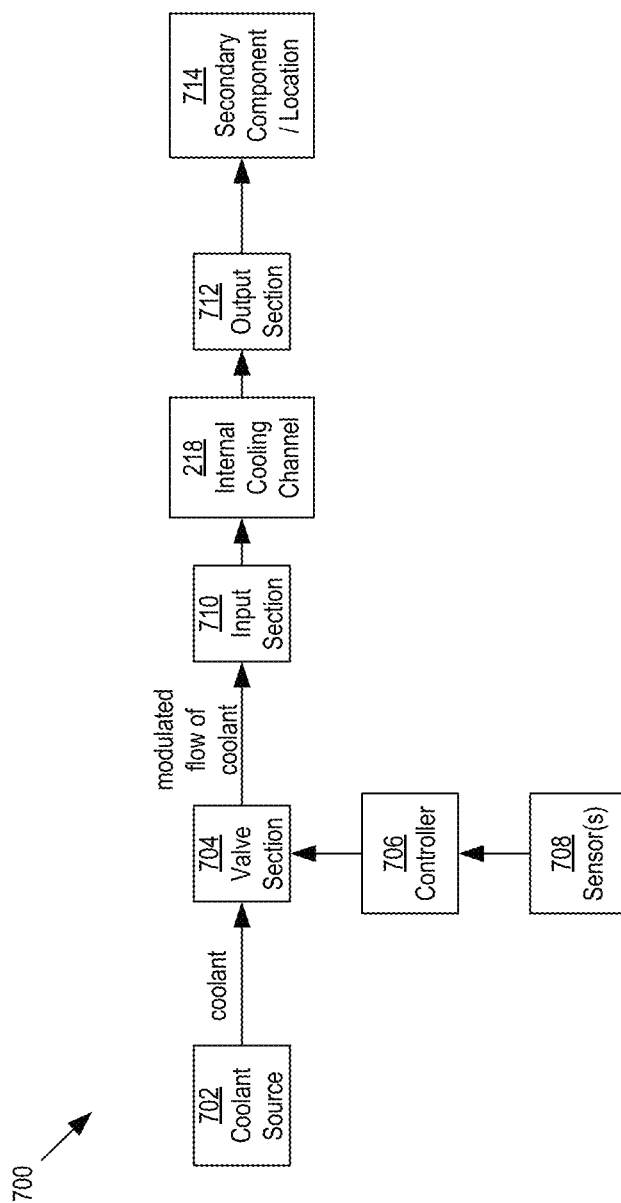 700
702
Coolant
Source
coolant
704
Valve
Section
modulated
flow of
coolant
710
Input
Section
218
Internal
Cooling
Channel
712
Output
Section
714
Secondary
Component
/ Location
706
Controller
708
Sensor(s)